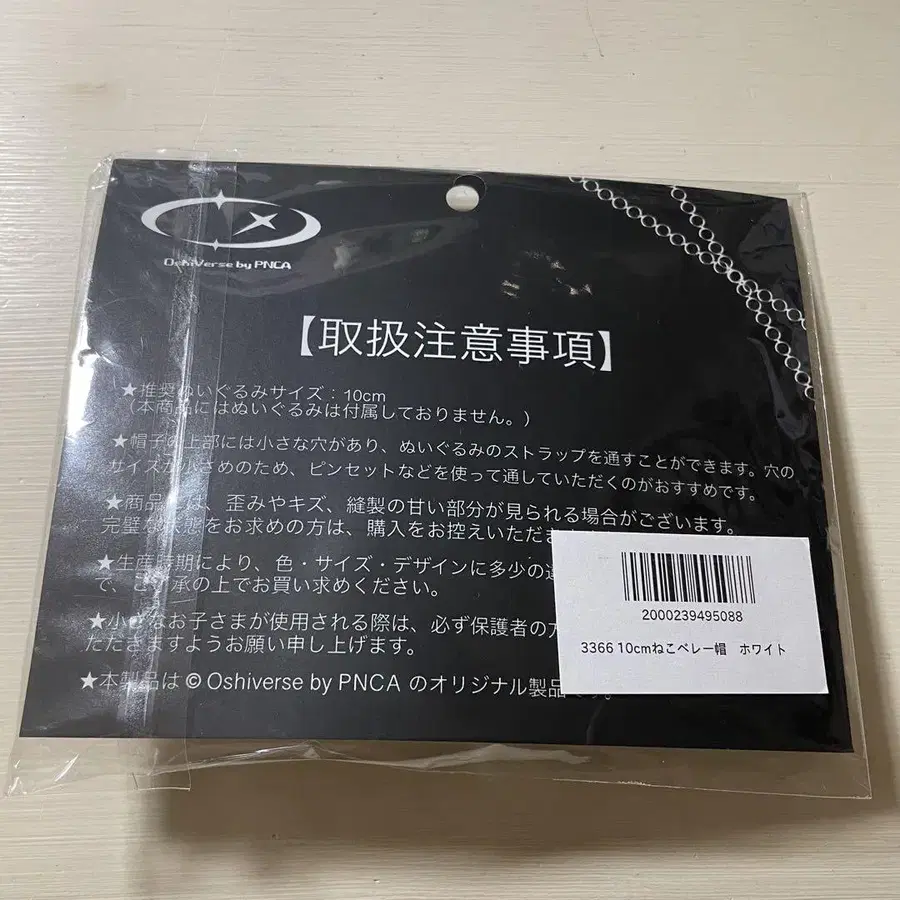 OshiVerse by PNCA
【取扱注意事項】
★推奨ぬいぐるみサイズ：10cm
（本商品にはぬいぐるみは付属しておりません。）
★帽子の上部には小さな穴があり、ぬいぐるみのストラップを通すことができます。穴の
サイズが小さめのため、ピンセットなどを使って通していただくのがおすすめです。
★商品には、歪みやキズ、縫製の甘い部分が見られる場合がございます。
完璧な状態をお求めの方は、購入をお控えいただきま
★生産時期により、色・サイズ・デザインに多少の違
で、ご了承の上でお買い求めください。
★小さなお子さまが使用される際は、必ず保護者の方
たださますようお願い申し上げます。
★本製品は © Oshiverse by PNCA のオリジナル製品です。
2000239495088
3366 10cmねこベレー帽 ホワイト